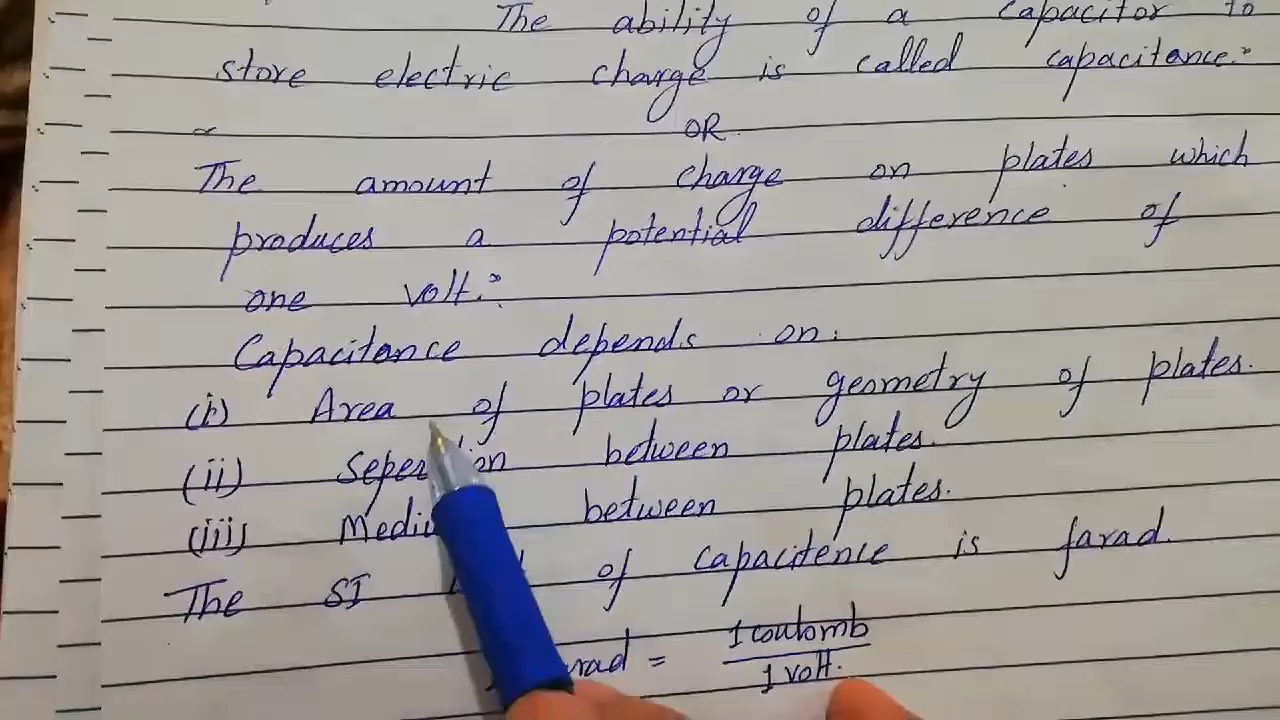 The ability of a capacitor to
store electric charge is called capacitance."
OR
The amount of charge on plates which
produces a potential difference of
one volt."
Capacitance depends on:
(i) Area of plates or geometry of plates.
(ii) between plates.
(iii) between plates.
The SI of capacitence is farad.
= 1 coulomb
1 volt.